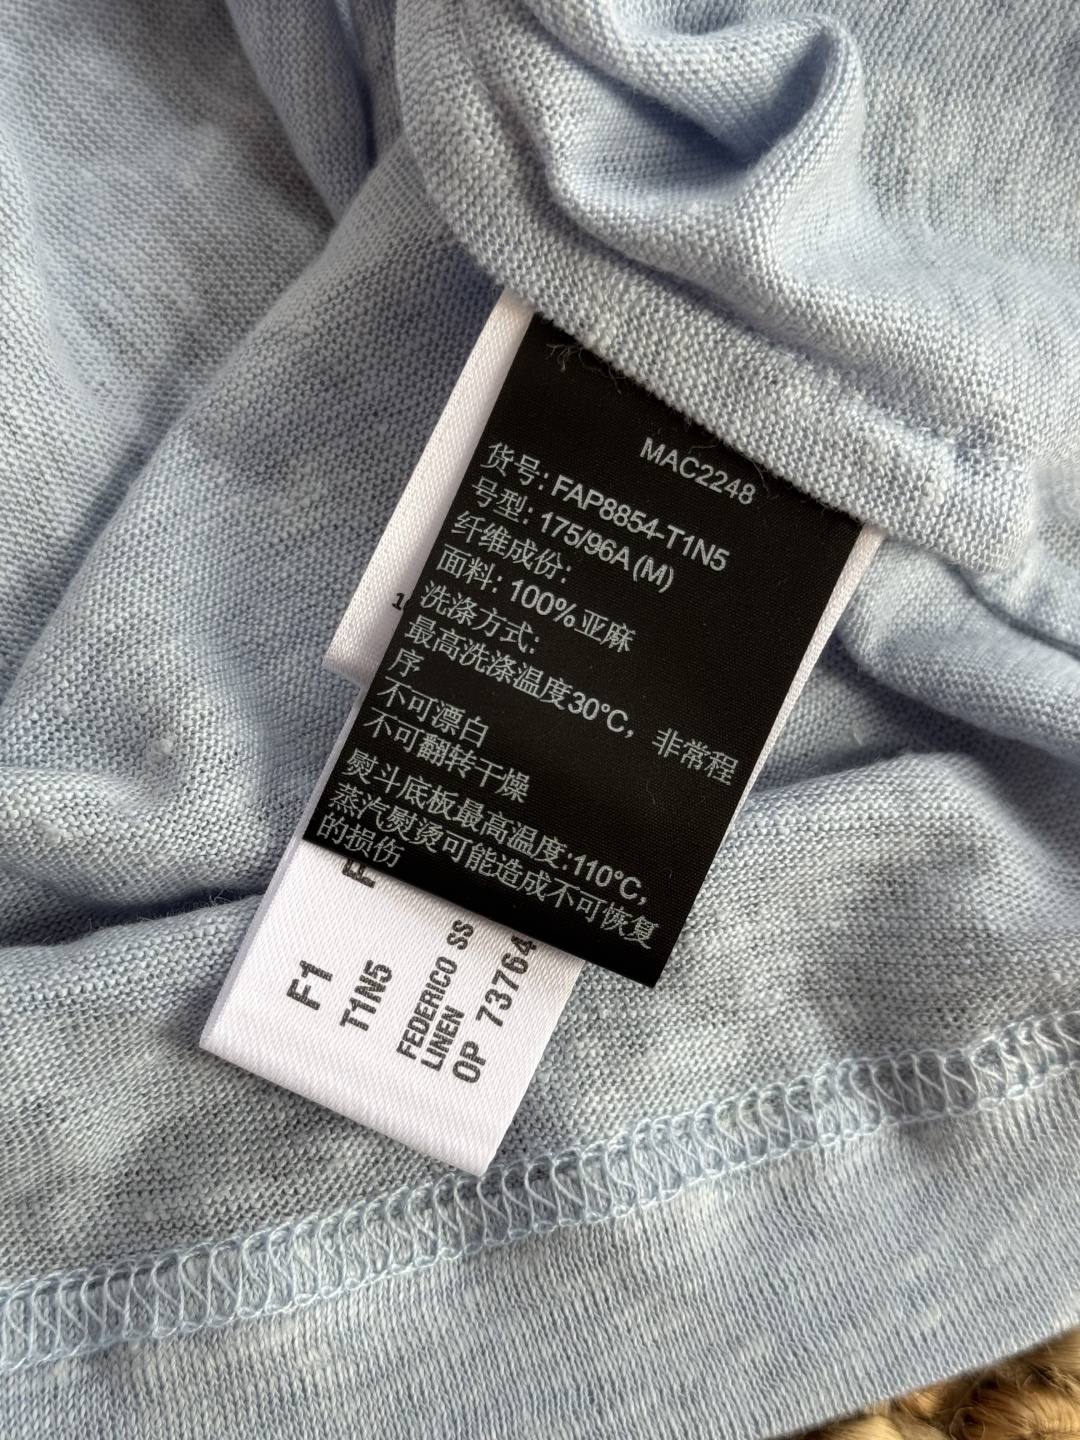 MAC2248
货号: FAP8854-T1N5
号型: 175/96A (M)
纤维成份:
面料: 100% 亚麻
洗涤方式:
最高洗涤温度30°C，非常程
序
不可漂白
不可翻转干燥
熨斗底板最高温度:110°C，
蒸汽熨烫可能造成不可恢复
的损伤
F1
T1N5
FEDERICO SS
LINEN
OP 73764